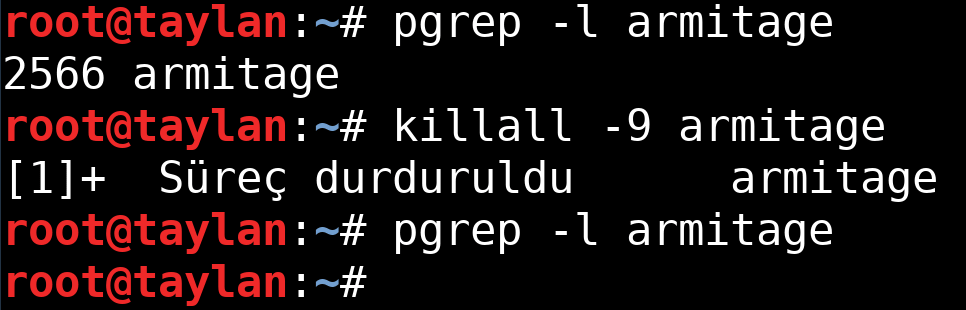 root@taylan:~# pgrep -l armitage
2566 armitage
root@taylan:~# killall -9 armitage
[1]+  Süreç durduruldu      armitage
root@taylan:~# pgrep -l armitage
root@taylan:~#